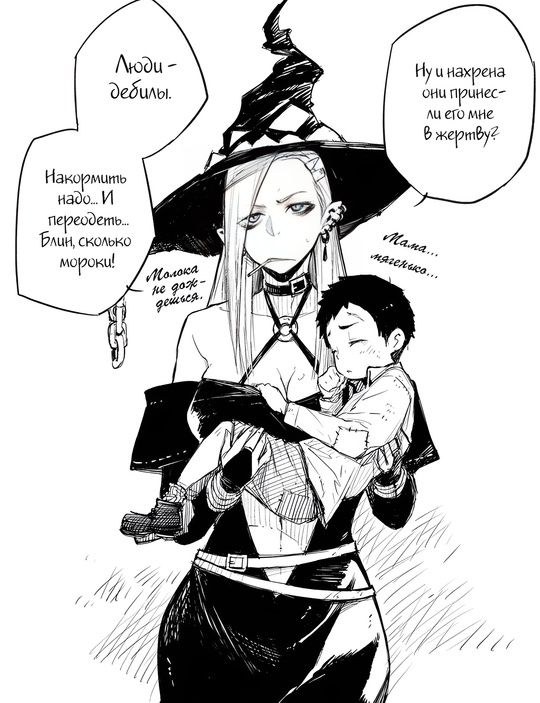 Ну и нахрена
они принес-
ли его мне
в жертву?
Люди -
дебилы.
Накормить
надо... И
переодеть...
Блин, сколько
мороки!
Мама...
мягенько...
Молока
не дож-
дешься.